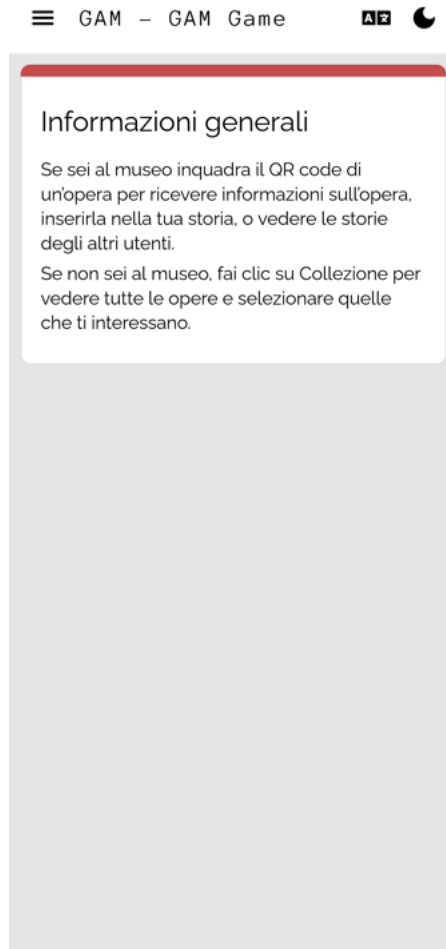 GAM – GAM Game
Informazioni generali
Se sei al museo inquadra il QR code di
un'opera per ricevere informazioni sull'opera,
inserirla nella tua storia, o vedere le storie
degli altri utenti.
Se non sei al museo, fai clic su Collezione per
vedere tutte le opere e selezionare quelle
che ti interessano.